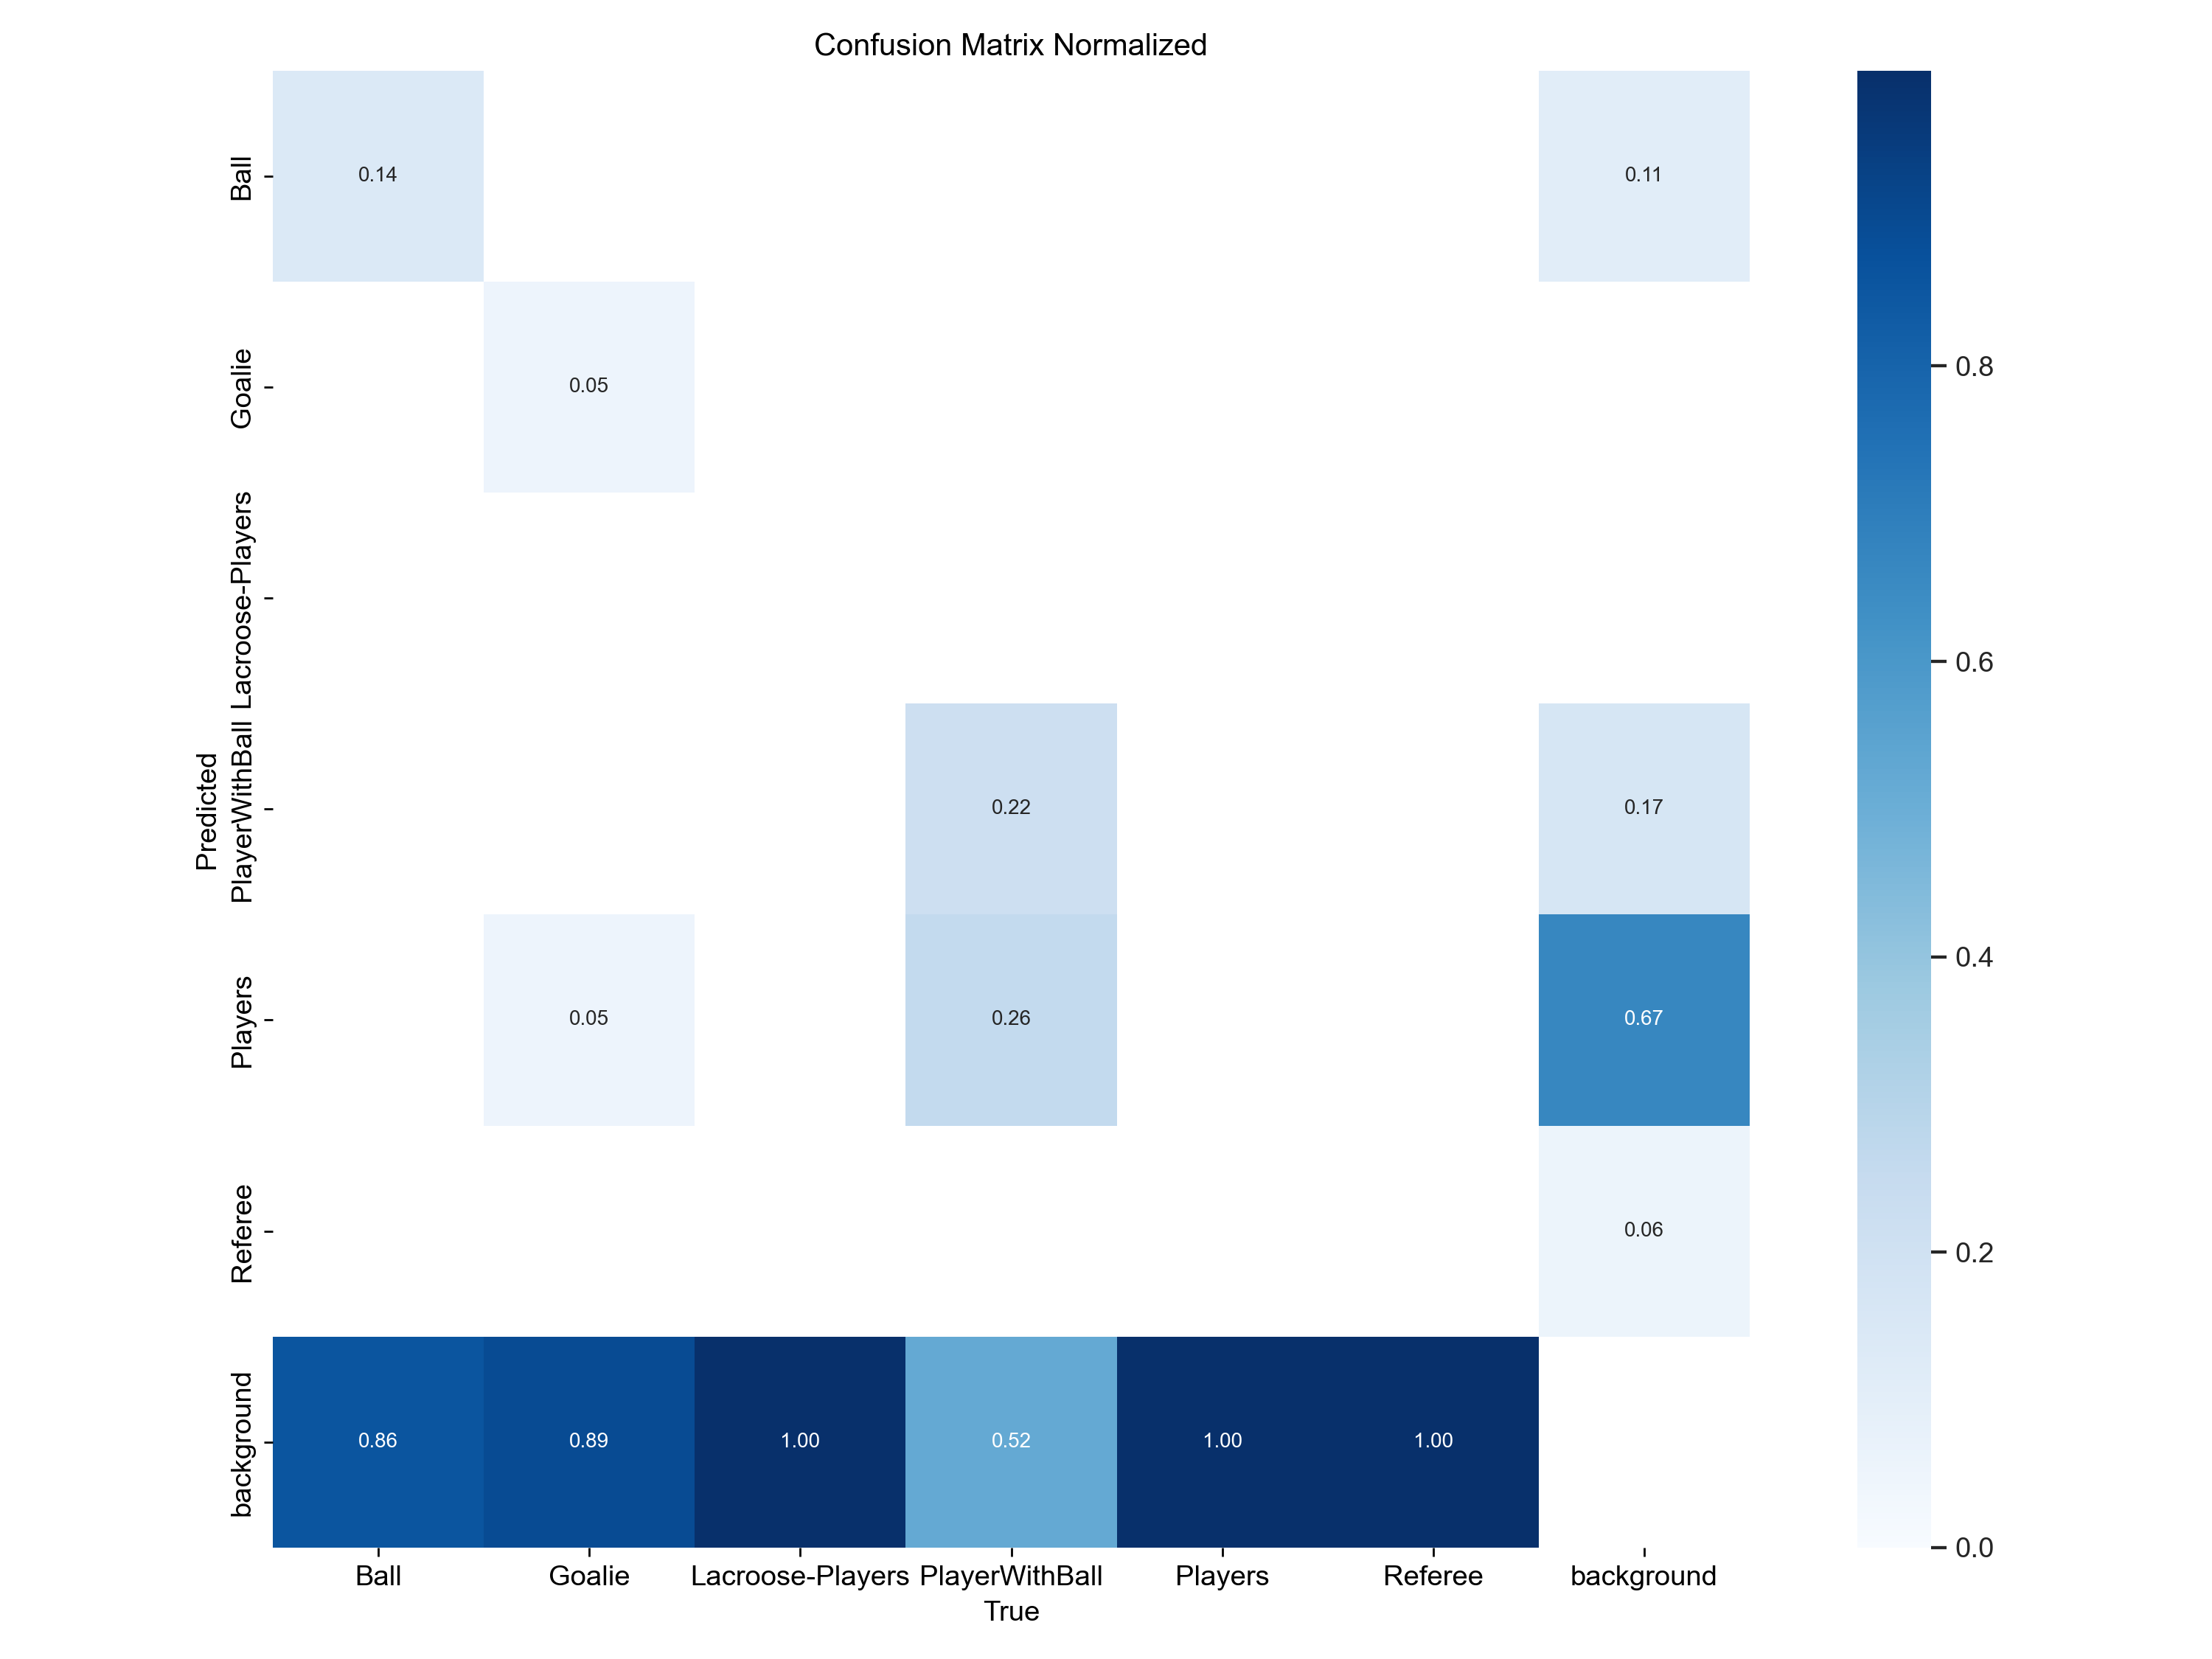 Confusion Matrix Normalized
Ball
0.14
0.11
Goalie
0.05
Lacroose-Players
PlayerWithBall
0.22
0.17
Players
0.05
0.26
0.67
Referee
0.06
background
0.86
0.89
1.00
0.52
1.00
1.00
Predicted
Ball
Goalie
Lacroose-Players
PlayerWithBall
Players
Referee
background
True
0.8
0.6
0.4
0.2
0.0